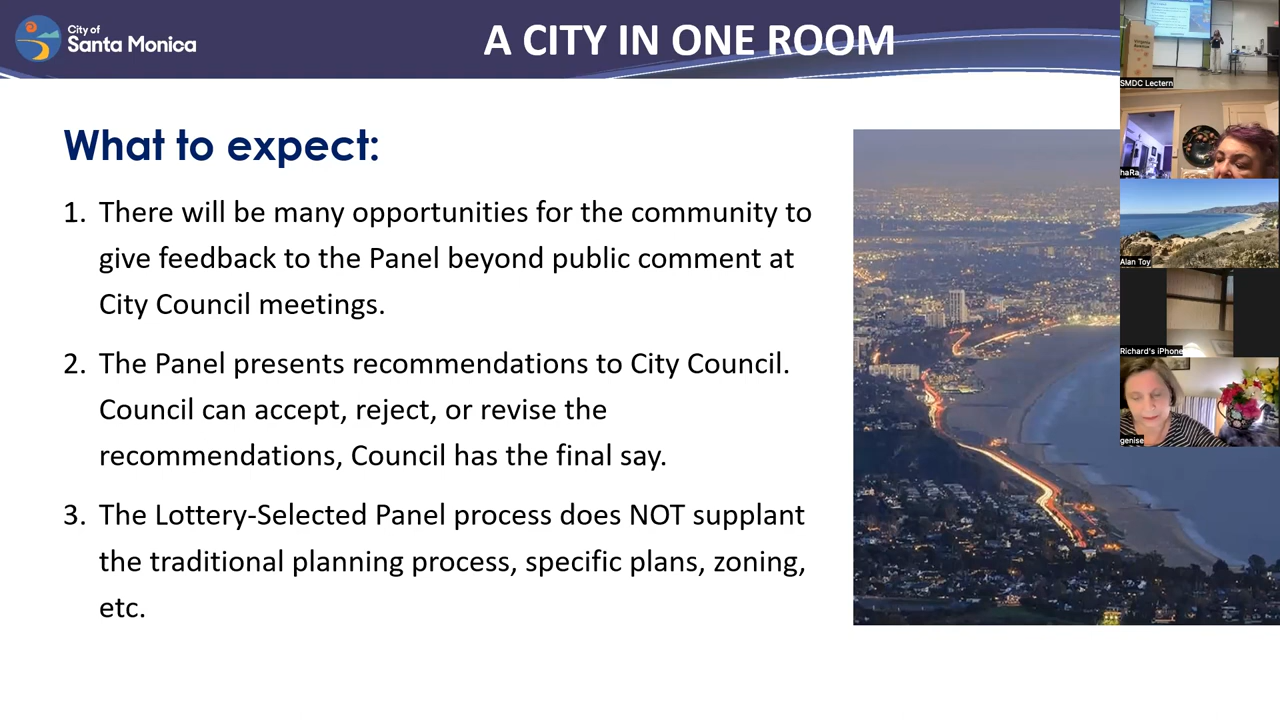 City of
Santa Monica
A CITY IN ONE ROOM
What to expect:
1. There will be many opportunities for the community to
give feedback to the Panel beyond public comment at
City Council meetings.
2. The Panel presents recommendations to City Council.
Council can accept, reject, or revise the
recommendations, Council has the final say.
3. The Lottery-Selected Panel process does NOT supplant
the traditional planning process, specific plans, zoning,
etc.
SMDC Lectern
haRa
Alan Toy
Richard's iPhone
genise